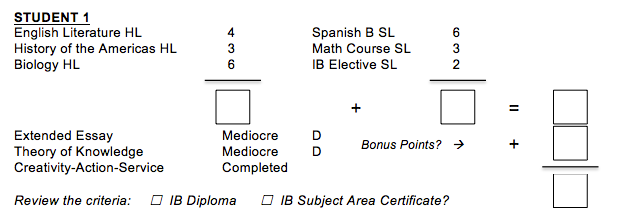 STUDENT 1
English Literature HL 4 Spanish B SL 6
History of the Americas HL 3 Math Course SL 3
Biology HL 6 IB Elective SL 2
+ =
Extended Essay Mediocre D
Theory of Knowledge Mediocre D Bonus Points? → +
Creativity-Action-Service Completed
Review the criteria: ☐ IB Diploma ☐ IB Subject Area Certificate?